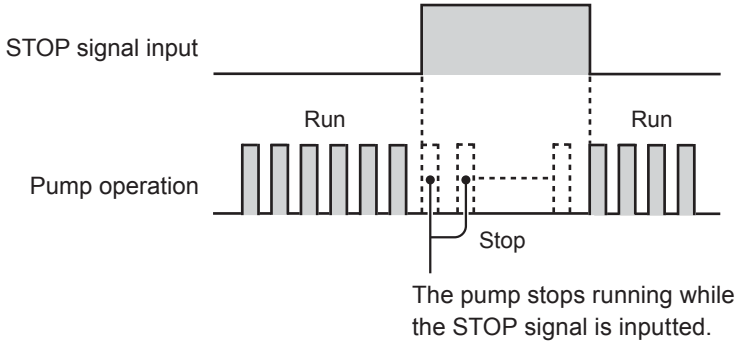 STOP signal input
Run
Run
Pump operation
Stop
The pump stops running while
the STOP signal is inputted.